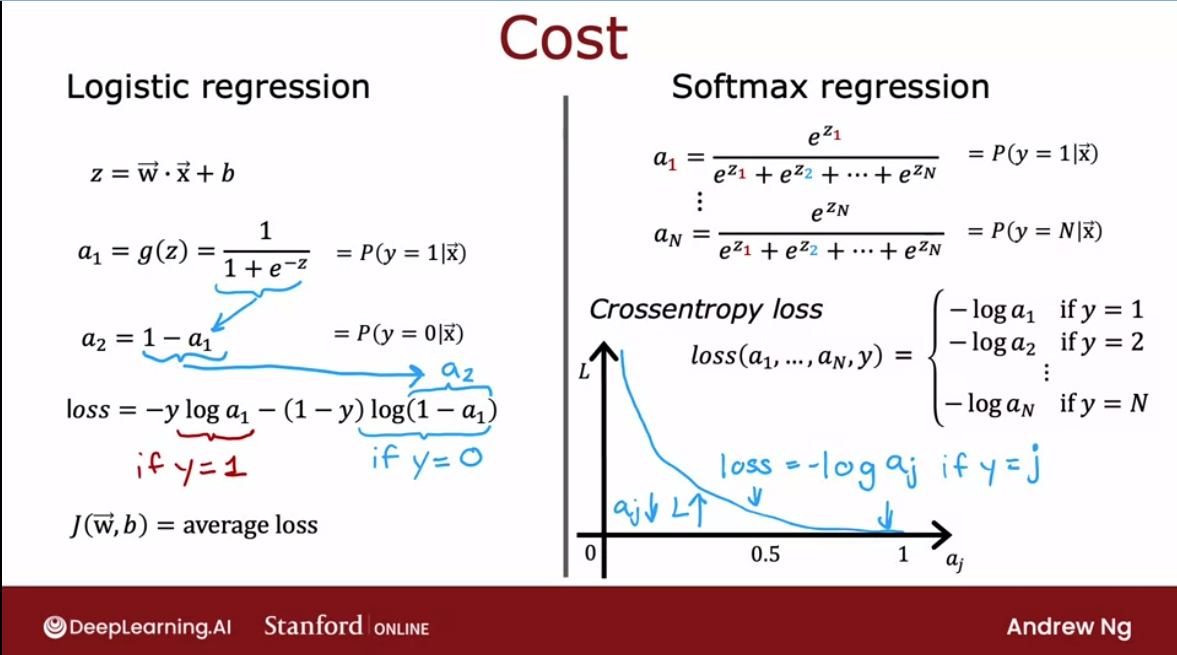 Cost
Logistic regression
z = w⃗ · x⃗ + b
a₁ = g(z) = 1 / (1 + e⁻ᶻ) = P(y = 1|x⃗)
a₂ = 1 − a₁ = P(y = 0|x⃗)
a₂
loss = −y log a₁ − (1 − y) log(1 − a₁)
if y=1
if y=0
J(w⃗, b) = average loss
Softmax regression
a₁ = e^z₁ / (e^z₁ + e^z₂ + ⋯ + e^z_N) = P(y = 1|x⃗)
⋮
a_N = e^z_N / (e^z₁ + e^z₂ + ⋯ + e^z_N) = P(y = N|x⃗)
Crossentropy loss
loss(a₁, …, a_N, y) = {
− log a₁ if y = 1
− log a₂ if y = 2
⋮
− log a_N if y = N
L
loss = -log aj if y = j
aj↓ L↑
0 0.5 1 aⱼ
DeepLearning.AI Stanford ONLINE Andrew Ng